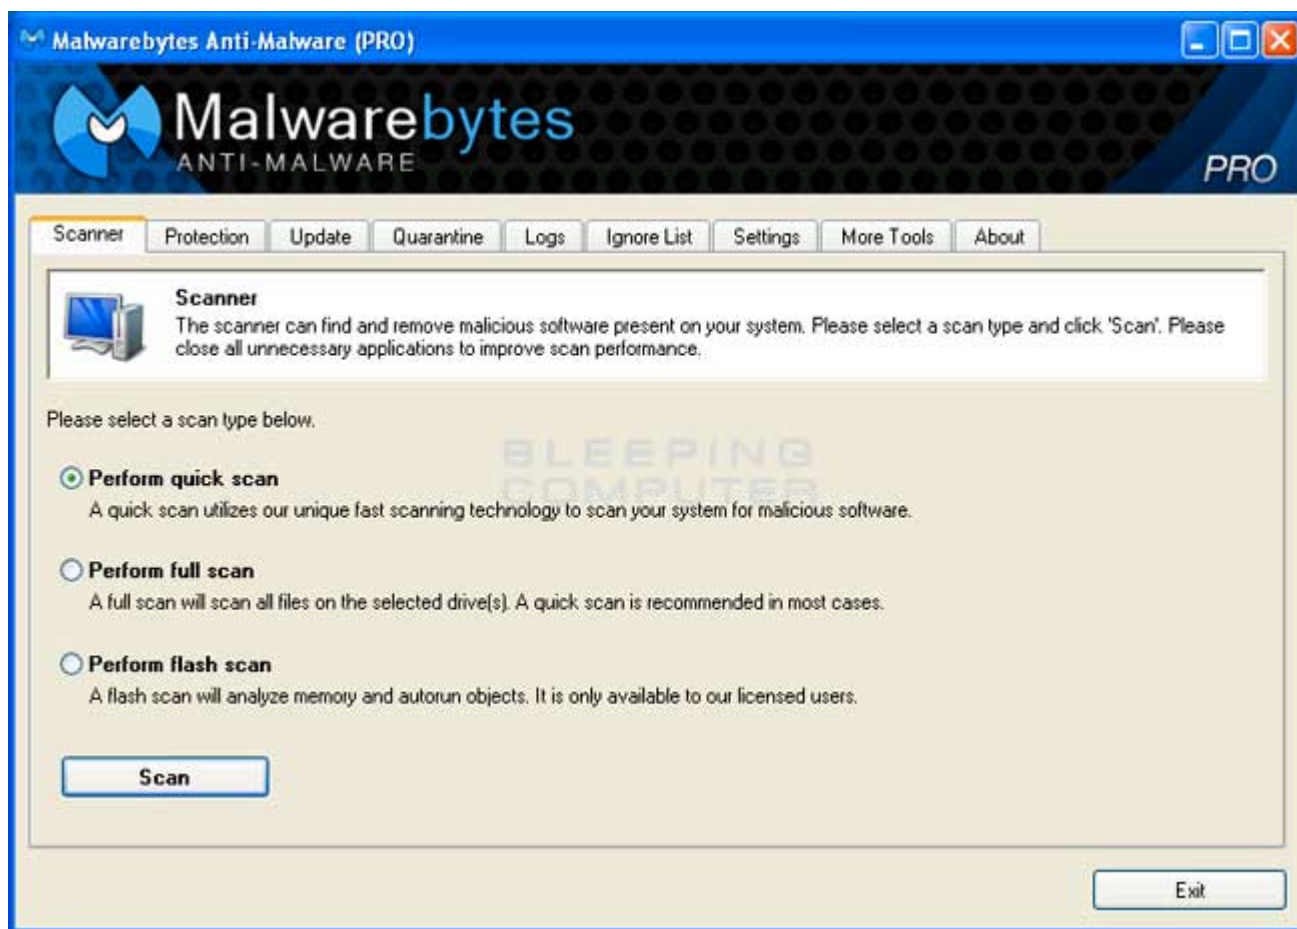 Malwarebytes Anti-Malware (PRO)
Malwarebytes
ANTI-MALWARE
PRO
Scanner Protection Update Quarantine Logs Ignore List Settings More Tools About
Scanner
The scanner can find and remove malicious software present on your system. Please select a scan type and click 'Scan'. Please
close all unnecessary applications to improve scan performance.
Please select a scan type below.
BLEEPING
COMPUTER
Perform quick scan
A quick scan utilizes our unique fast scanning technology to scan your system for malicious software.
Perform full scan
A full scan will scan all files on the selected drive(s). A quick scan is recommended in most cases.
Perform flash scan
A flash scan will analyze memory and autorun objects. It is only available to our licensed users.
Scan
Exit